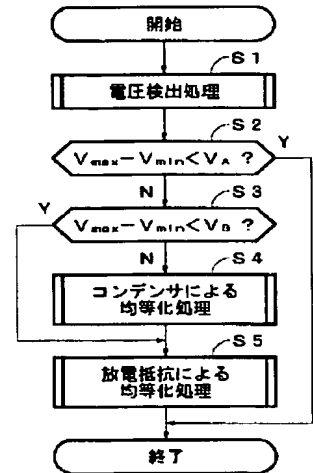 開始
S1
電圧検出処理
S2
Vmax－Vmin＜VA ？
Y
N
S3
Y
Vmax－Vmin＜VB ？
N
S4
コンデンサによる
均等化処理
S5
放電抵抗による
均等化処理
終了